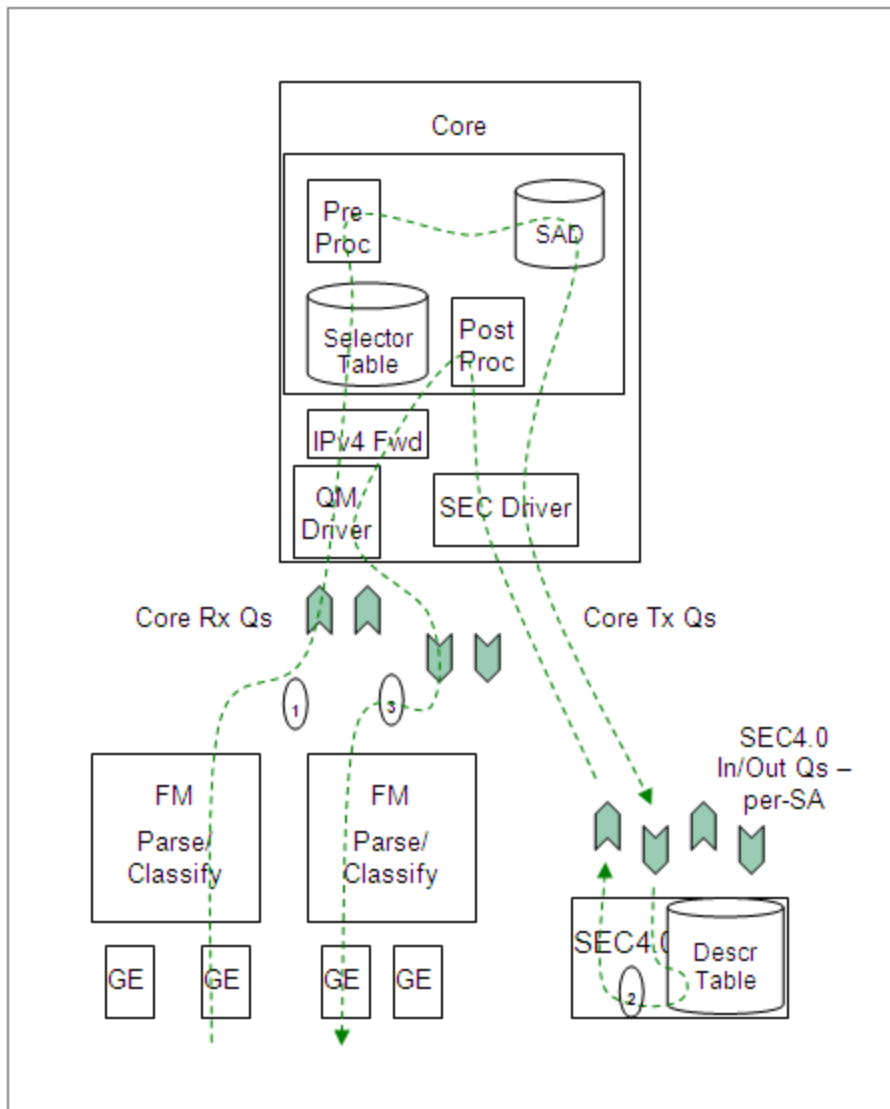 Core
Pre
Proc
SAD
Selector
Table
Post
Proc
IPv4 Fwd
QM
Driver
SEC Driver
Core Rx Qs
Core Tx Qs
1
3
SEC4.0
In/Out Qs –
per-SA
FM
Parse/
Classify
FM
Parse/
Classify
SEC4.0
Descr
Table
2
GE
GE
GE
GE